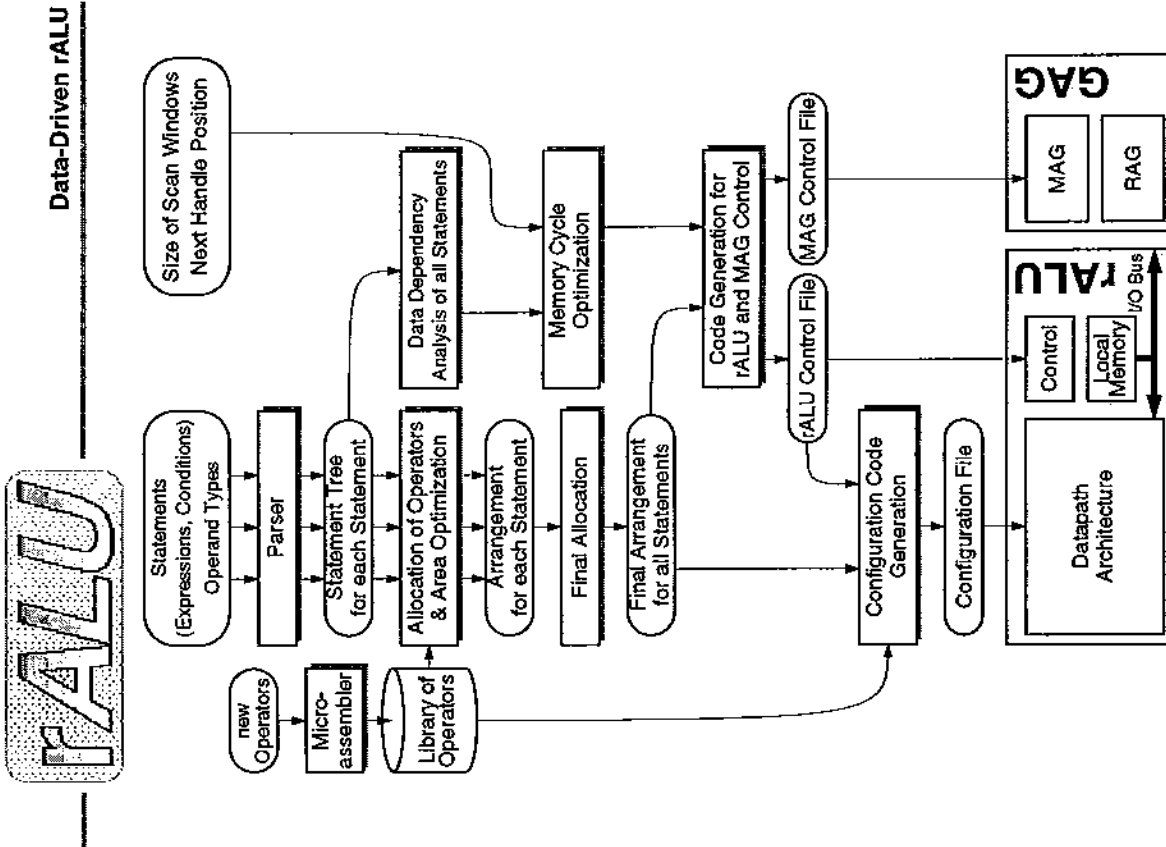 rALU
Data-Driven rALU
Statements
(Expressions, Conditions)
Operand Types
Size of Scan Windows
Next Handle Position
new
Operators
Parser
Micro-
assembler
Statement Tree
for each Statement
Library of
Operators
Allocation of Operators
& Area Optimization
Data Dependency
Analysis of all Statements
Arrangement
for each Statement
Memory Cycle
Optimization
Final Allocation
Final Arrangement
for all Statements
Code Generation for
rALU and MAG Control
rALU Control File
MAG Control File
Configuration Code
Generation
Configuration File
Datapath
Architecture
Control
Local
Memory
rALU
I/O Bus
MAG
RAG
GAG